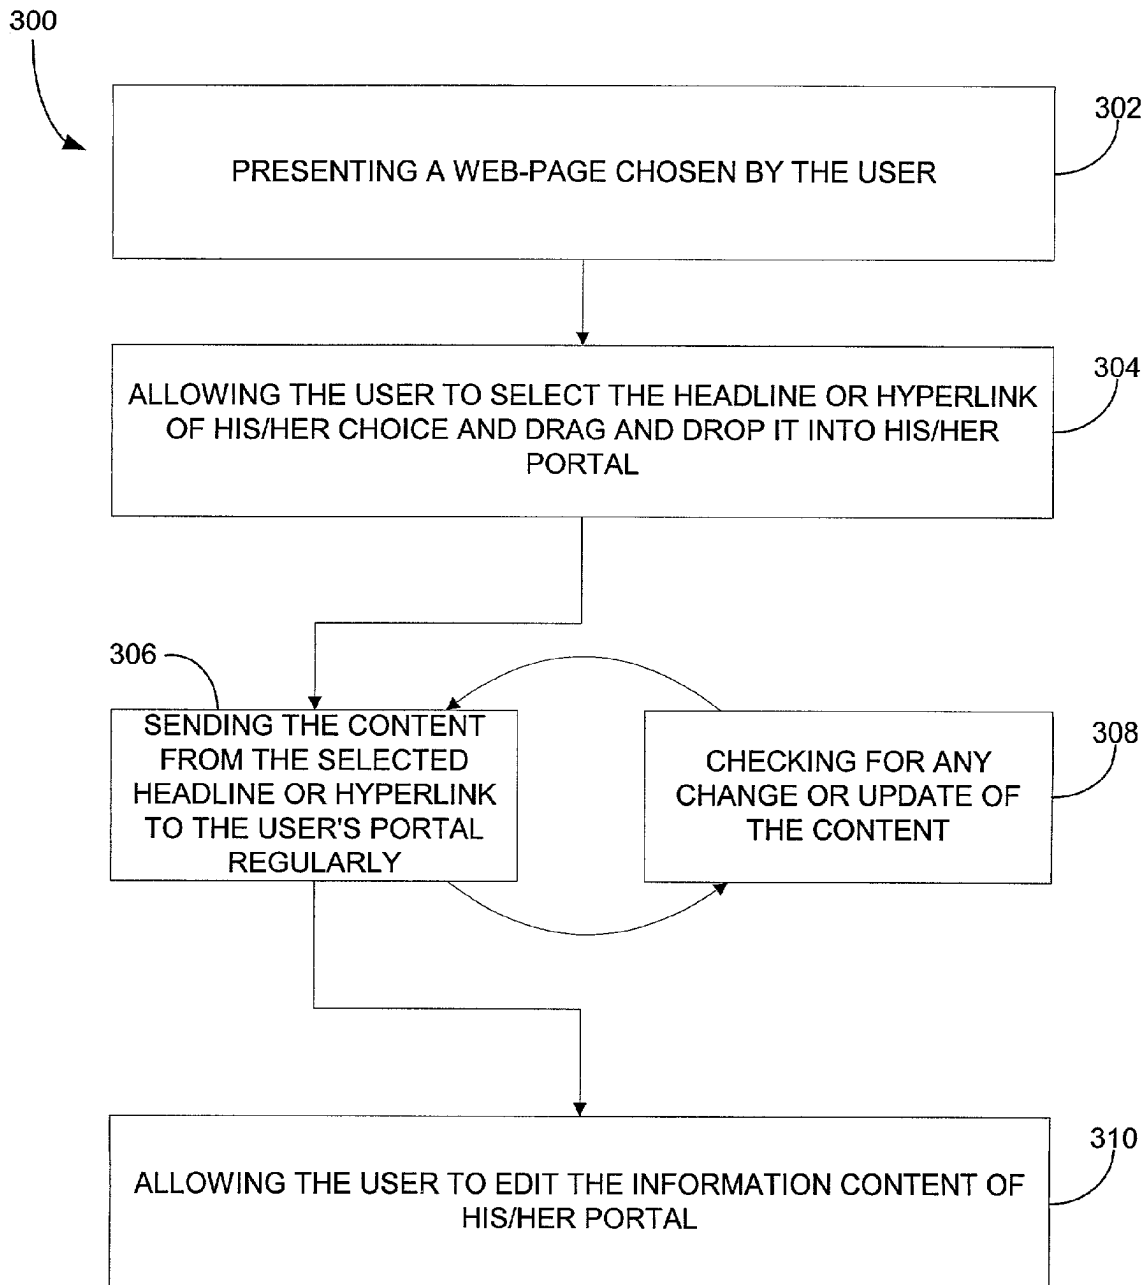 300
302
PRESENTING A WEB-PAGE CHOSEN BY THE USER
304
ALLOWING THE USER TO SELECT THE HEADLINE OR HYPERLINK
OF HIS/HER CHOICE AND DRAG AND DROP IT INTO HIS/HER
PORTAL
306
SENDING THE CONTENT
FROM THE SELECTED
HEADLINE OR HYPERLINK
TO THE USER'S PORTAL
REGULARLY
308
CHECKING FOR ANY
CHANGE OR UPDATE OF
THE CONTENT
310
ALLOWING THE USER TO EDIT THE INFORMATION CONTENT OF
HIS/HER PORTAL